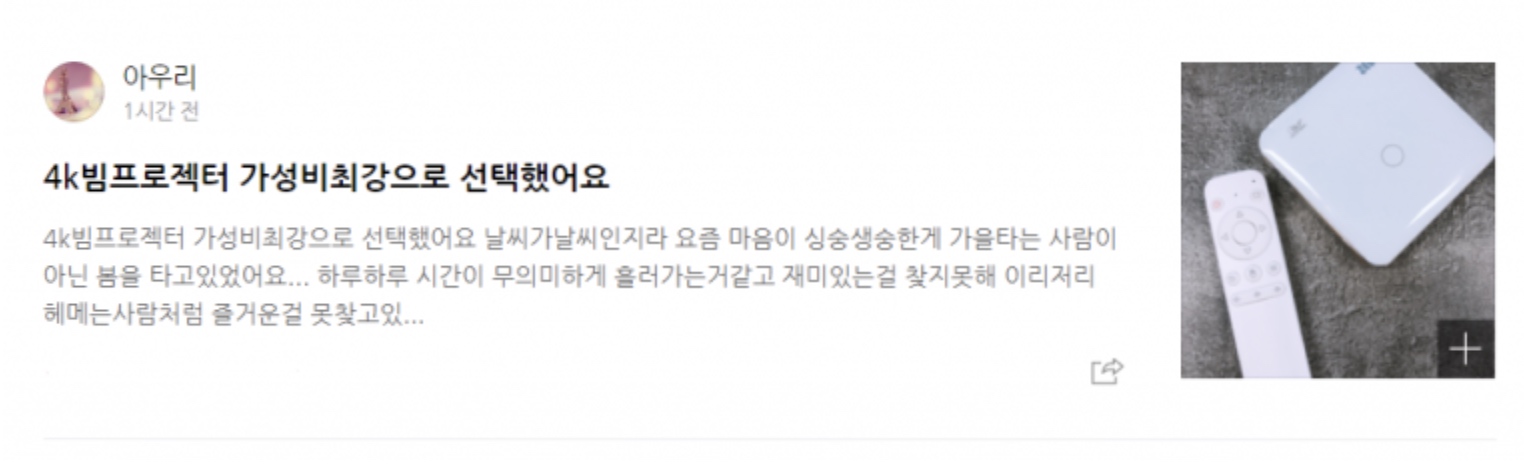 아우리
1시간 전
4k빔프로젝터 가성비최강으로 선택했어요
4k빔프로젝터 가성비최강으로 선택했어요 날씨가날씨인지라 요즘 마음이 싱숭생숭한게 가을타는 사람이
아닌 봄을 타고있었어요... 하루하루 시간이 무의미하게 흘러가는거같고 재미있는걸 찾지못해 이리저리
헤메는사람처럼 즐거운걸 못찾고있...